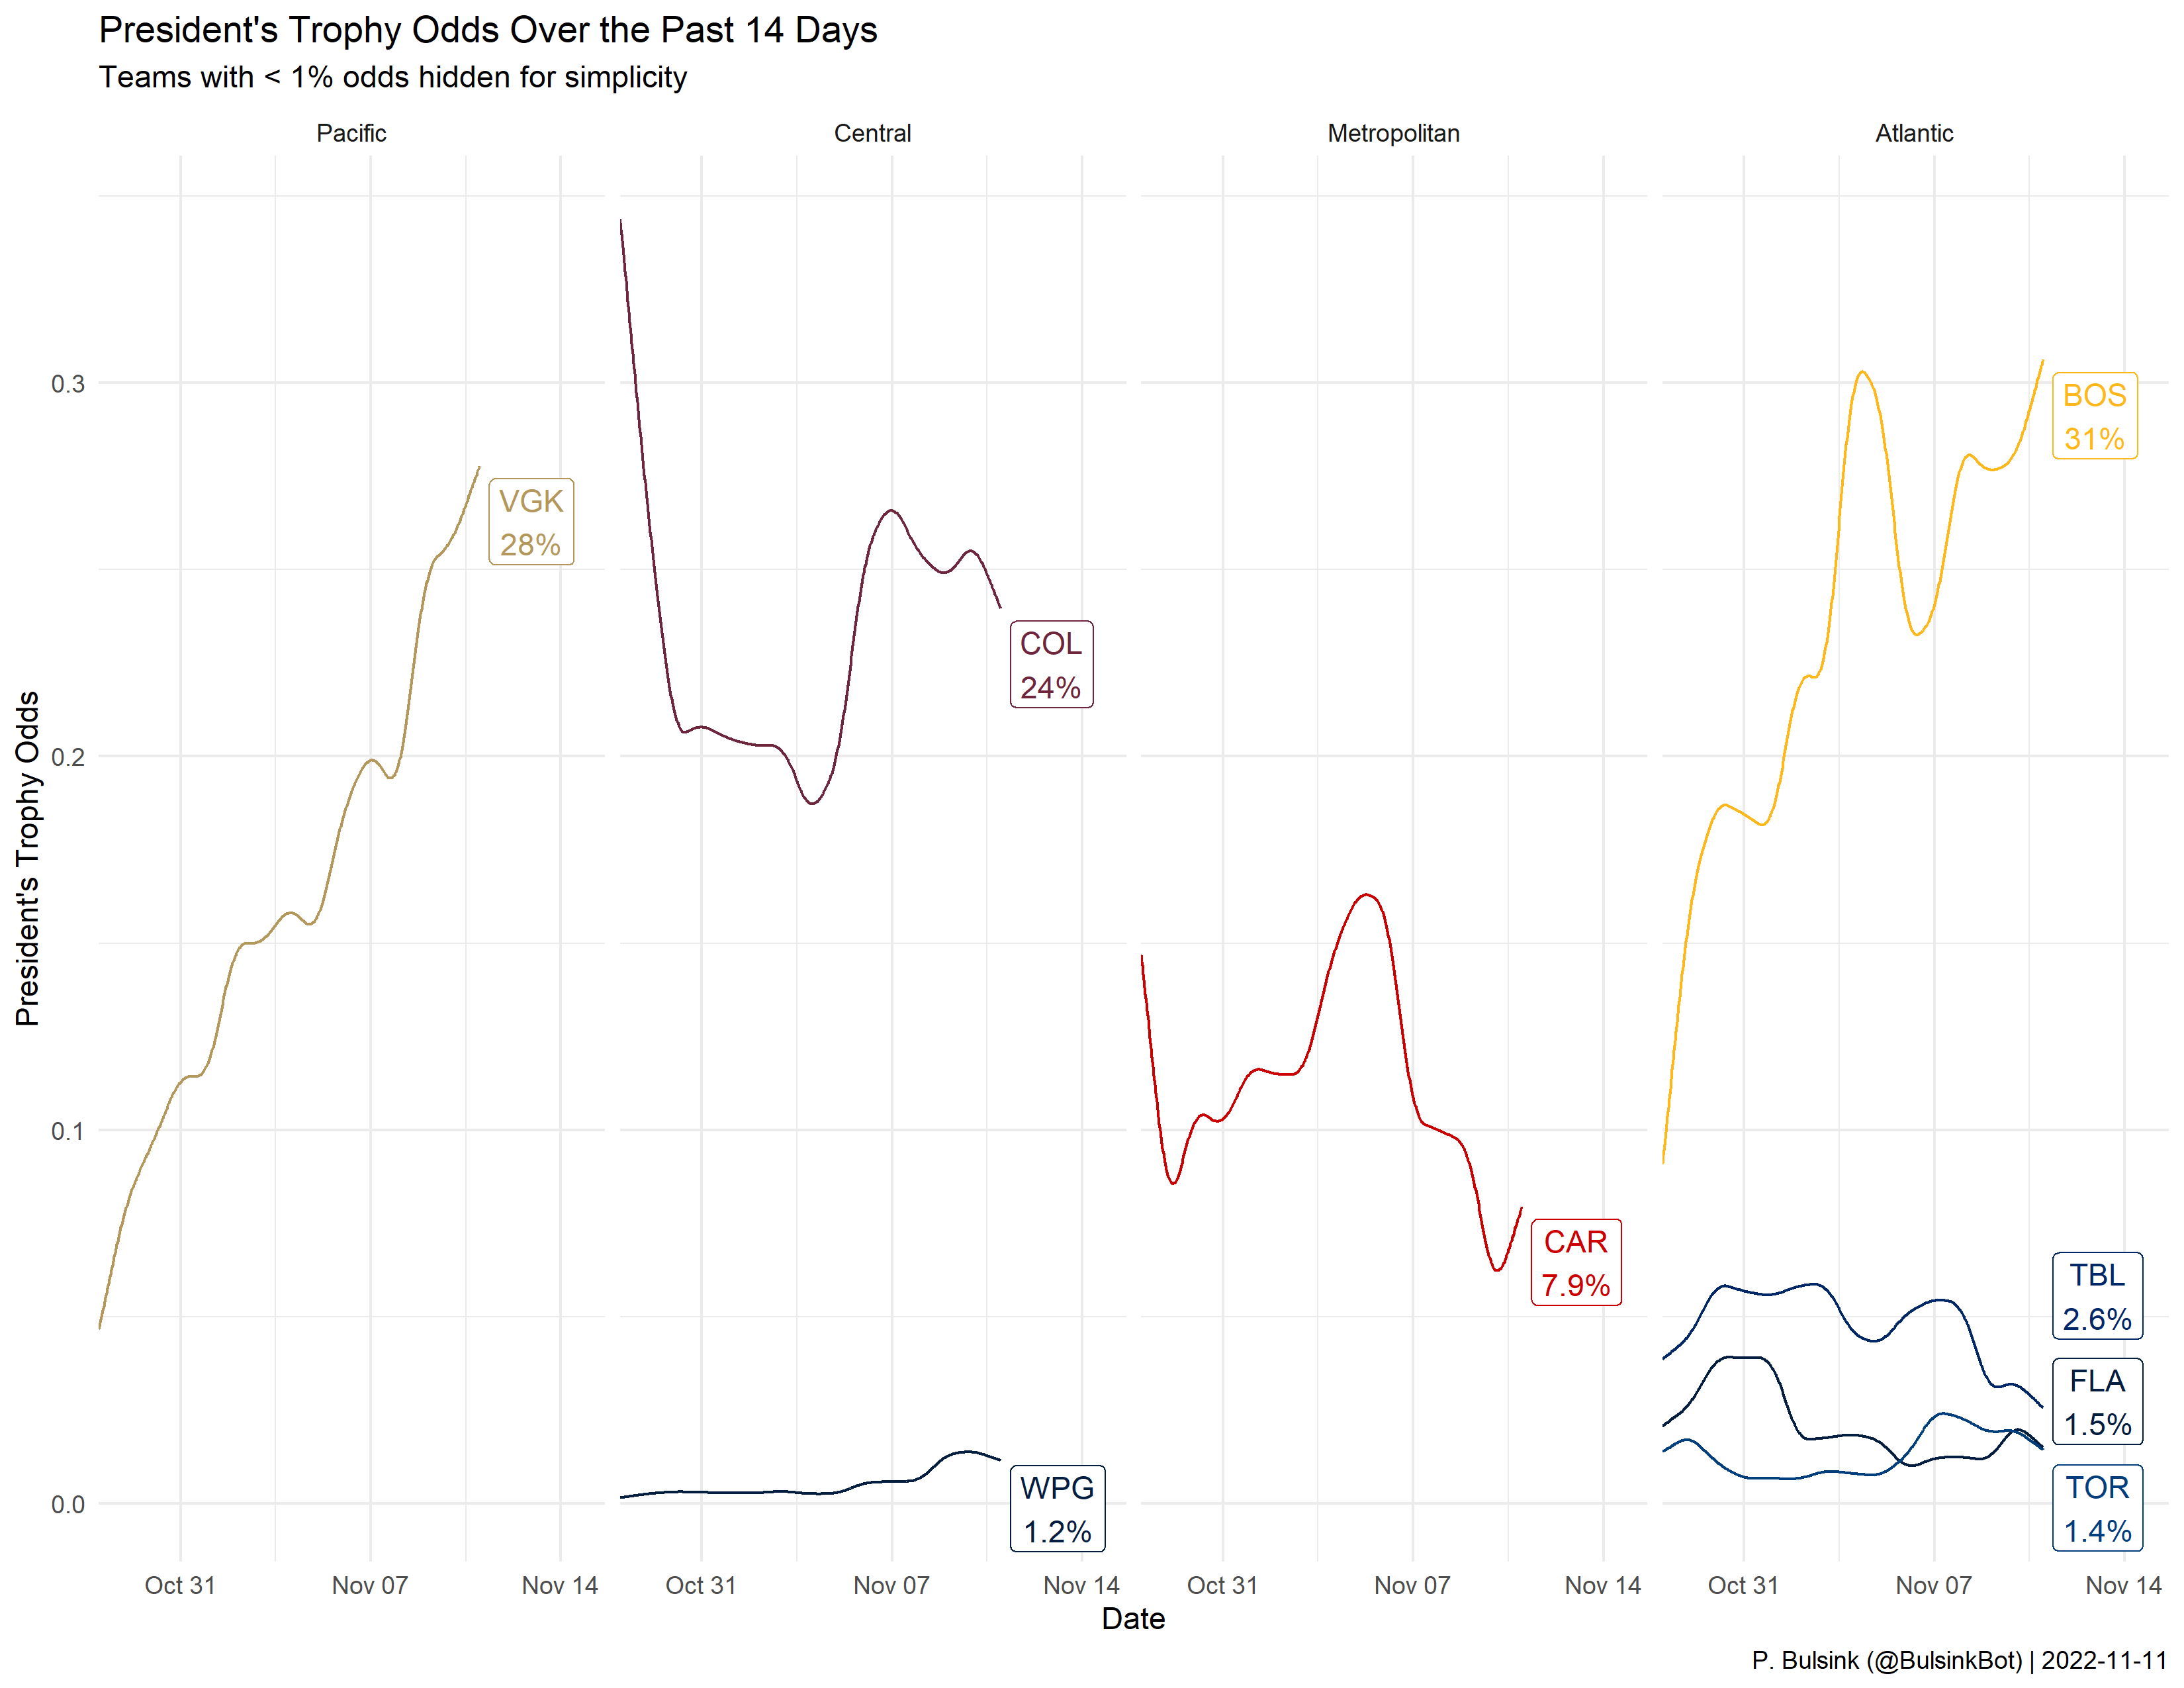 President's Trophy Odds Over the Past 14 Days
Teams with < 1% odds hidden for simplicity
Pacific
Central
Metropolitan
Atlantic
President's Trophy Odds
0.3
0.2
0.1
0.0
VGK
28%
COL
24%
WPG
1.2%
CAR
7.9%
BOS
31%
TBL
2.6%
FLA
1.5%
TOR
1.4%
Oct 31
Nov 07
Nov 14
Oct 31
Nov 07
Nov 14
Oct 31
Nov 07
Nov 14
Oct 31
Nov 07
Nov 14
Date
P. Bulsink (@BulsinkBot) | 2022-11-11